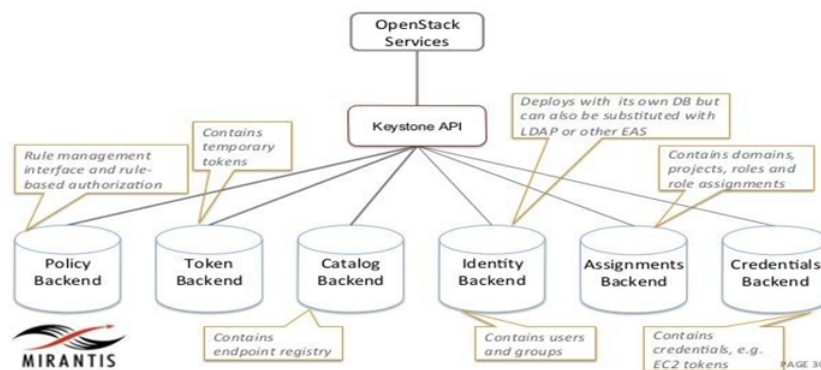 OpenStack
Services
Keystone API
Deploys with its own DB but
can also be substituted with
LDAP or other EAS
Contains
temporary
tokens
Rule management
interface and rule-
based authorization
Contains domains,
projects, roles and
role assignments
Policy
Backend
Token
Backend
Catalog
Backend
Identity
Backend
Assignments
Backend
Credentials
Backend
Contains
endpoint registry
Contains users
and groups
Contains
credentials, e.g.
EC2 tokens
MIRANTIS